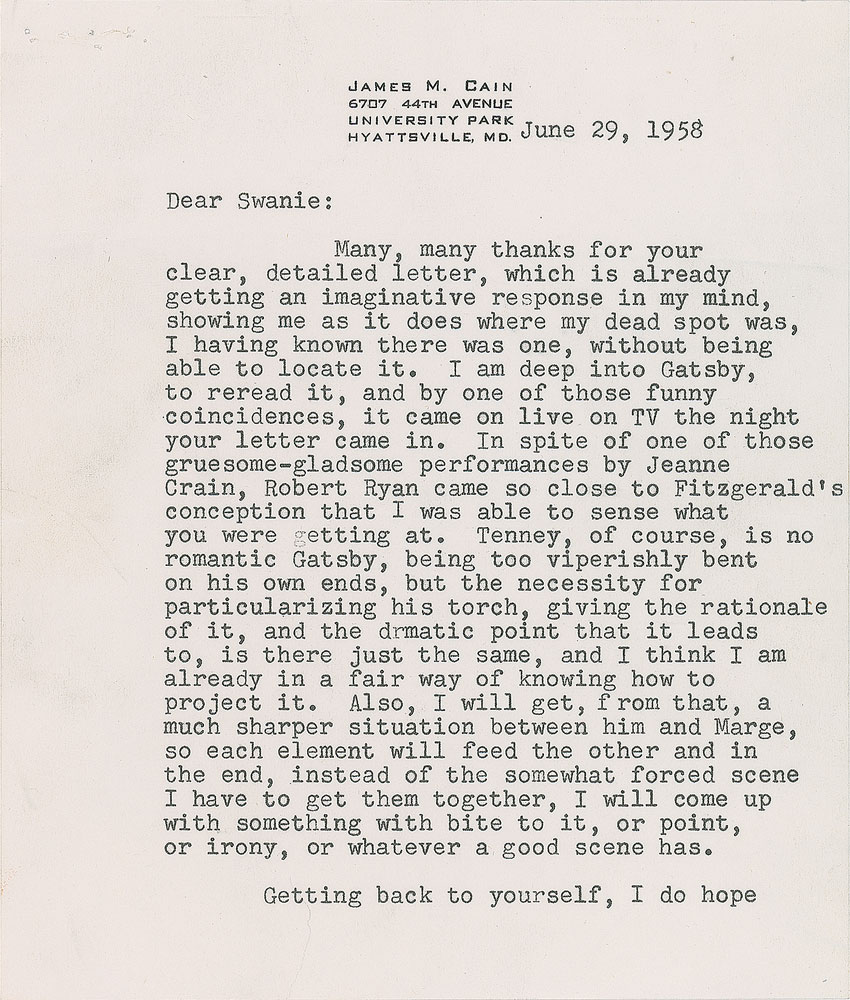 JAMES M. CAIN
6707 44TH AVENUE
UNIVERSITY PARK
HYATTSVILLE, MD.
June 29, 1958
Dear Swanie:
Many, many thanks for your
clear, detailed letter, which is already
getting an imaginative response in my mind,
showing me as it does where my dead spot was,
I having known there was one, without being
able to locate it.  I am deep into Gatsby,
to reread it, and by one of those funny
coincidences, it came on live on TV the night
your letter came in.  In spite of one of those
gruesome-gladsome performances by Jeanne
Crain, Robert Ryan came so close to Fitzgerald's
conception that I was able to sense what
you were getting at.  Tenney, of course, is no
romantic Gatsby, being too viperishly bent
on his own ends, but the necessity for
particularizing his torch, giving the rationale
of it, and the drmatic point that it leads
to, is there just the same, and I think I am
already in a fair way of knowing how to
project it.  Also, I will get, from that, a
much sharper situation between him and Marge,
so each element will feed the other and in
the end, instead of the somewhat forced scene
I have to get them together, I will come up
with something with bite to it, or point,
or irony, or whatever a good scene has.
Getting back to yourself, I do hope